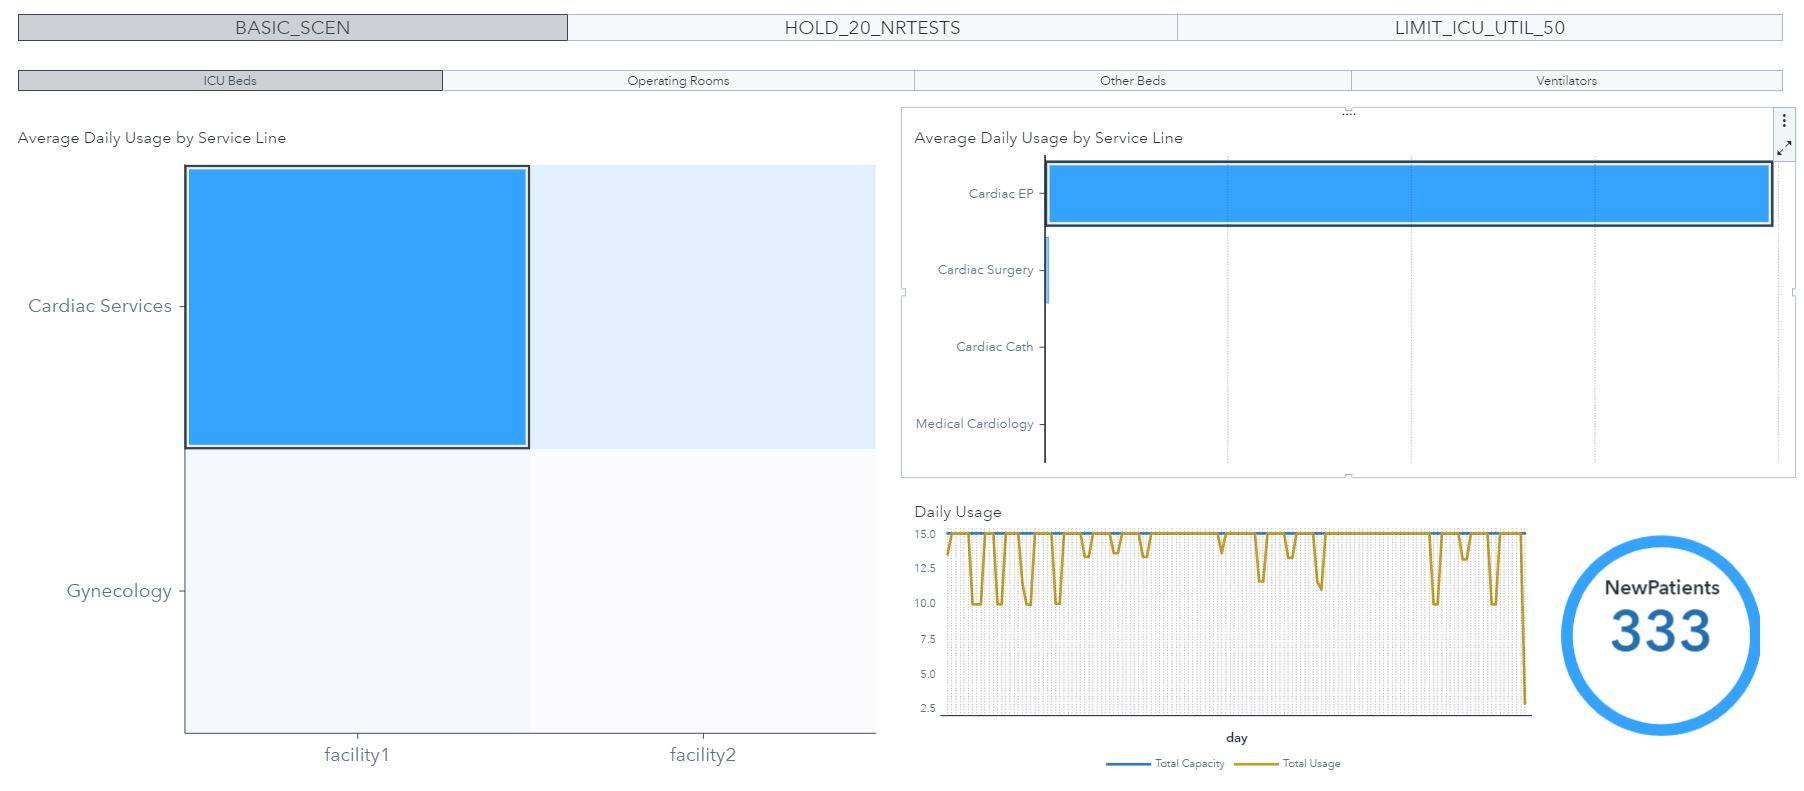 BASIC_SCEN
HOLD_20_NRTESTS
LIMIT_ICU_UTIL_50
ICU Beds
Operating Rooms
Other Beds
Ventilators
Average Daily Usage by Service Line
Cardiac Services
Gynecology
facility1
facility2
Average Daily Usage by Service Line
Cardiac EP
Cardiac Surgery
Cardiac Cath
Medical Cardiology
Daily Usage
15.0
12.5
10.0
7.5
5.0
2.5
day
Total Capacity
Total Usage
NewPatients
333